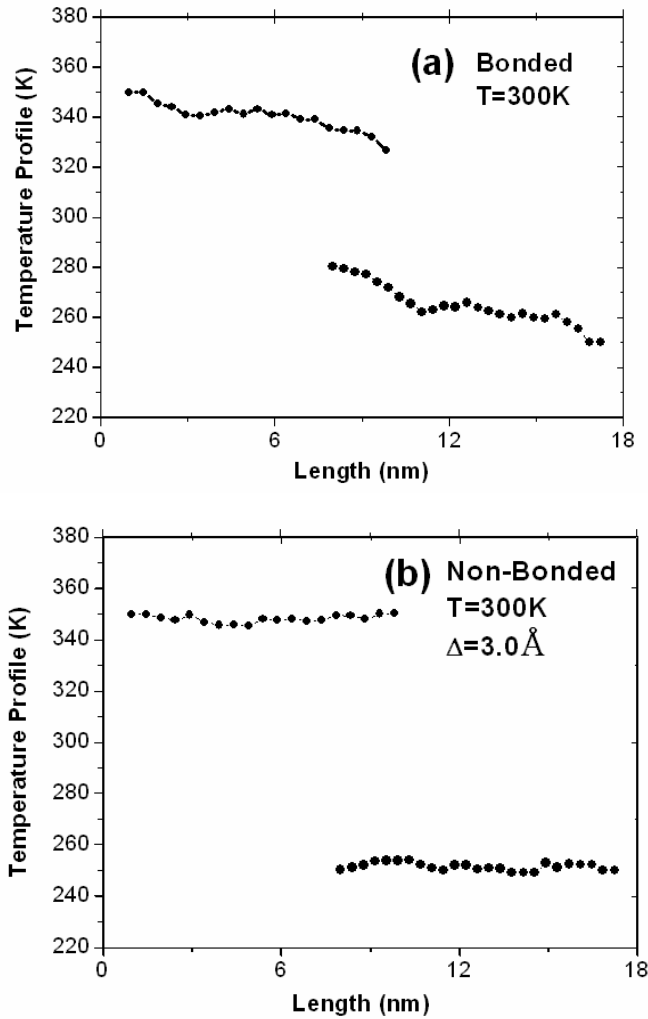 380
360
340
320
300
280
260
240
220
Temperature Profile (K)
(a) Bonded
T=300K
0 6 12 18
Length (nm)
380
360
340
320
300
280
260
240
220
Temperature Profile (K)
(b) Non-Bonded
T=300K
Δ=3.0Å
0 6 12 18
Length (nm)